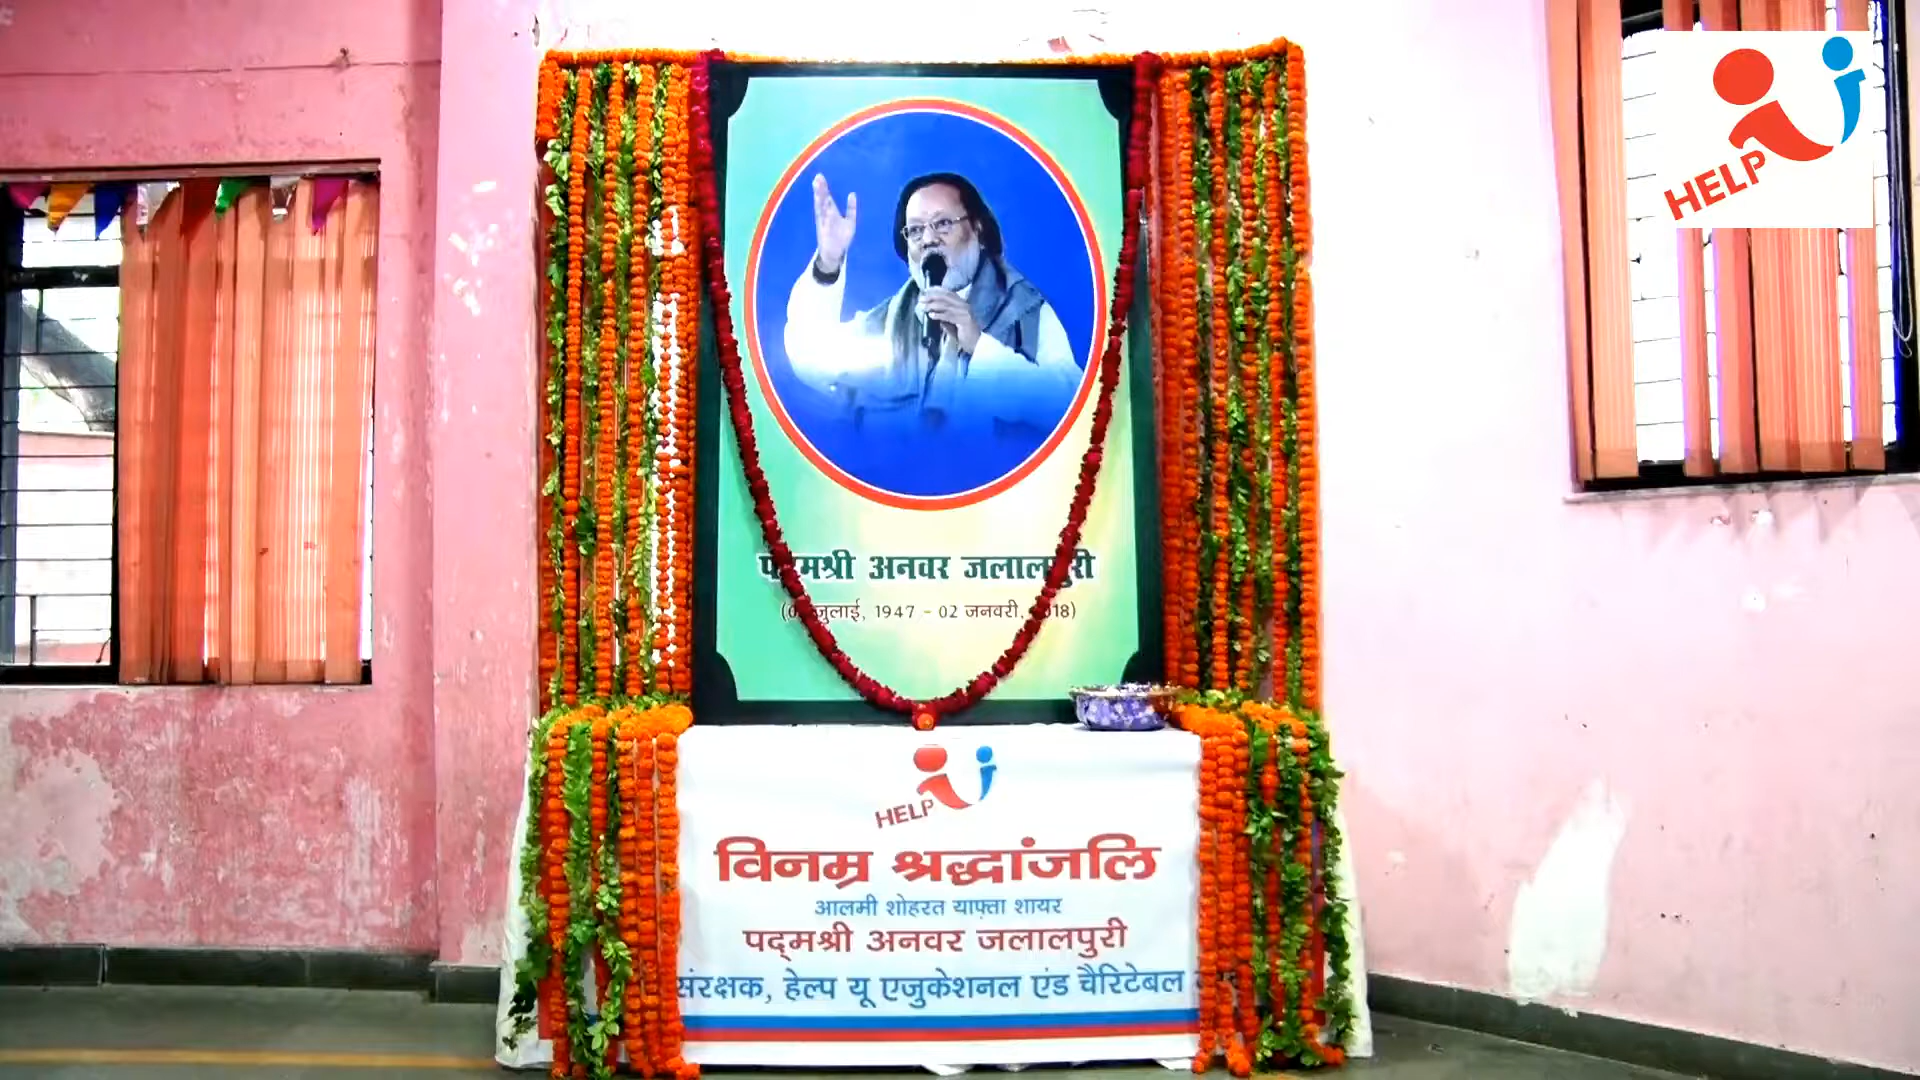 HELP
अनवर
जुलाई, 1947 - 02 जनवरी,
HELP
विनम्र श्रद्धांजलि
आलमी शोहरत याफ़्ता शायर
पद्मश्री अनवर जलालपुरी
संरक्षक, हेल्प यू एजुकेशनल एंड चैरिटेबल